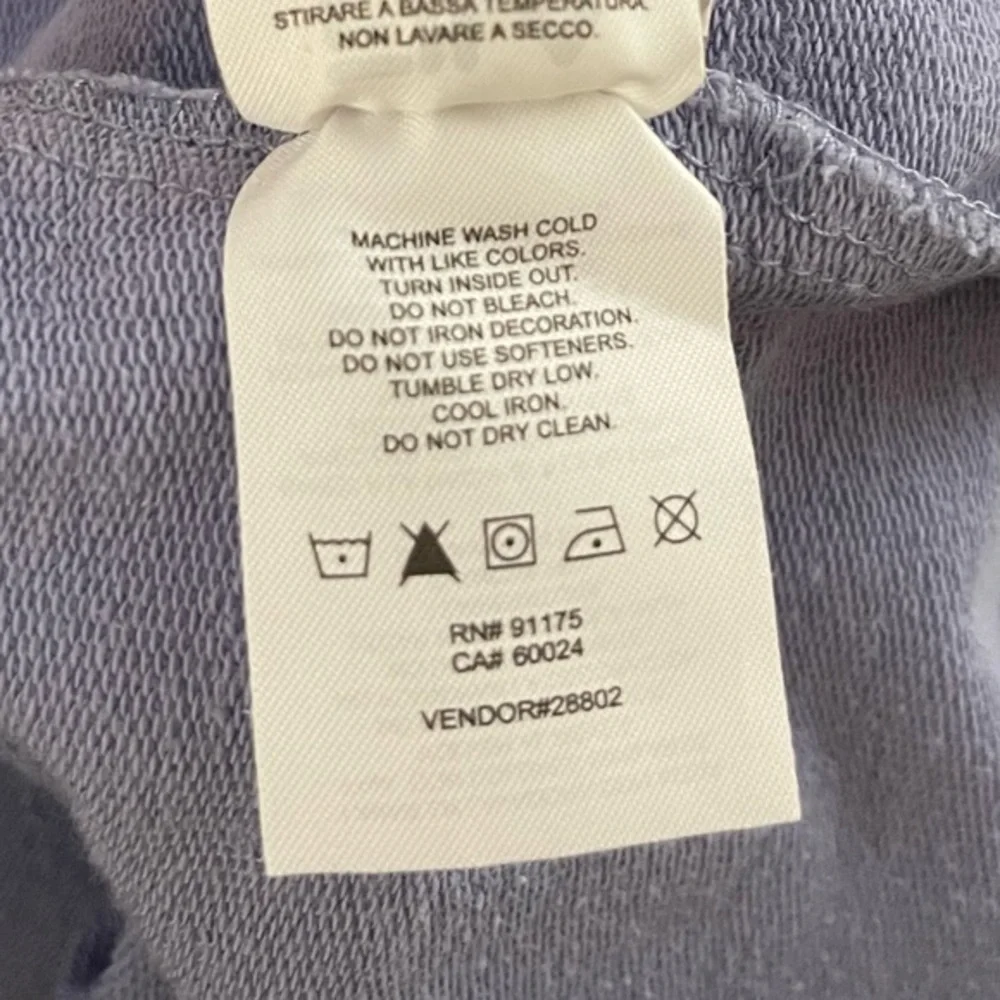 STIRARE A BASSA TEMPERATURA
NON LAVARE A SECCO.
MACHINE WASH COLD
WITH LIKE COLORS.
TURN INSIDE OUT.
DO NOT BLEACH.
DO NOT IRON DECORATION.
DO NOT USE SOFTENERS.
TUMBLE DRY LOW.
COOL IRON.
DO NOT DRY CLEAN.
RN# 91175
CA# 60024
VENDOR#28802